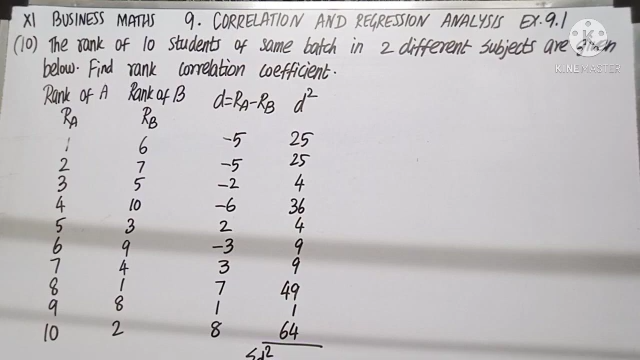 XI BUSINESS MATHS 9. CORRELATION AND REGRESSION ANALYSIS EX.9.1
(10) The rank of 10 students of same batch in 2 different subjects are given
below. Find rank correlation coefficient.
KINEMASTER
Rank of A Rank of B d=RA-RB d²
RA RB
1 6 -5 25
2 7 -5 25
3 5 -2 4
4 10 -6 36
5 3 2 4
6 9 -3 9
7 4 3 9
8 1 7 49
9 8 1 1
10 2 8 64
Σd²